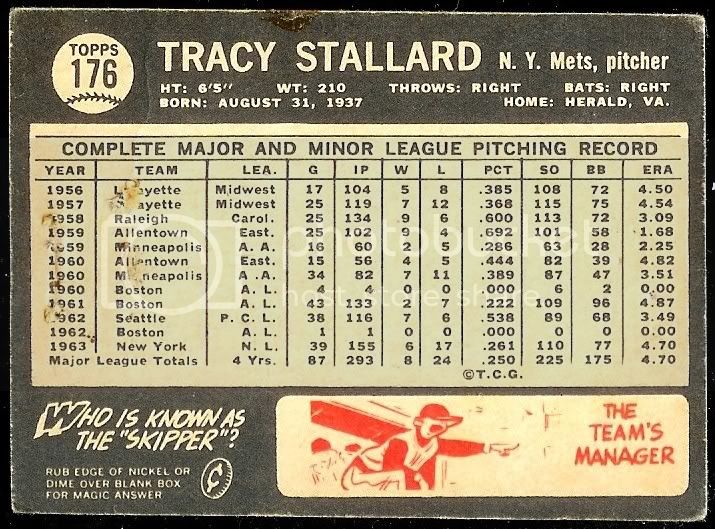 TOPPS
176
TRACY STALLARD N. Y. Mets, pitcher
HT: 6'5" WT: 210 THROWS: RIGHT BATS: RIGHT
BORN: AUGUST 31, 1937 HOME: HERALD, VA.
COMPLETE MAJOR AND MINOR LEAGUE PITCHING RECORD
YEAR TEAM LEA. G IP W L PCT SO BB ERA
1956 Lafayette Midwest 17 104 5 8 .385 108 72 4.50
1957 Lafayette Midwest 25 119 7 12 .368 115 75 4.54
1958 Raleigh Carol. 25 134 9 6 .600 113 72 3.09
1959 Allentown East. 25 102 9 4 .692 101 58 1.68
1959 Minneapolis A. A. 16 60 2 .286 63 28 2.25
1960 Allentown East. 15 56 4 5 .444 82 39 4.82
1960 Minneapolis A.A. 34 82 7 11 .389 87 47 3.51
1960 Boston A. L. 4 0 0 .000 6 2 0.00
1961 Boston A. L. 43 133 2 7 .222 109 96 4.87
1962 Seattle P. C. L. 38 116 7 6 .538 89 68 3.49
1962 Boston A. L. 1 1 0 0 .000 0 0 0.00
1963 New York N. L. 39 155 6 17 .261 110 77 4.70
Major League Totals 4 Yrs. 87 293 8 24 .250 225 175 4.70
©T.C.G.
WHO IS KNOWN AS
THE "SKIPPER"?
RUB EDGE OF NICKEL OR
DIME OVER BLANK BOX
FOR MAGIC ANSWER
THE
TEAM'S
MANAGER
photobucket
host. store. share.